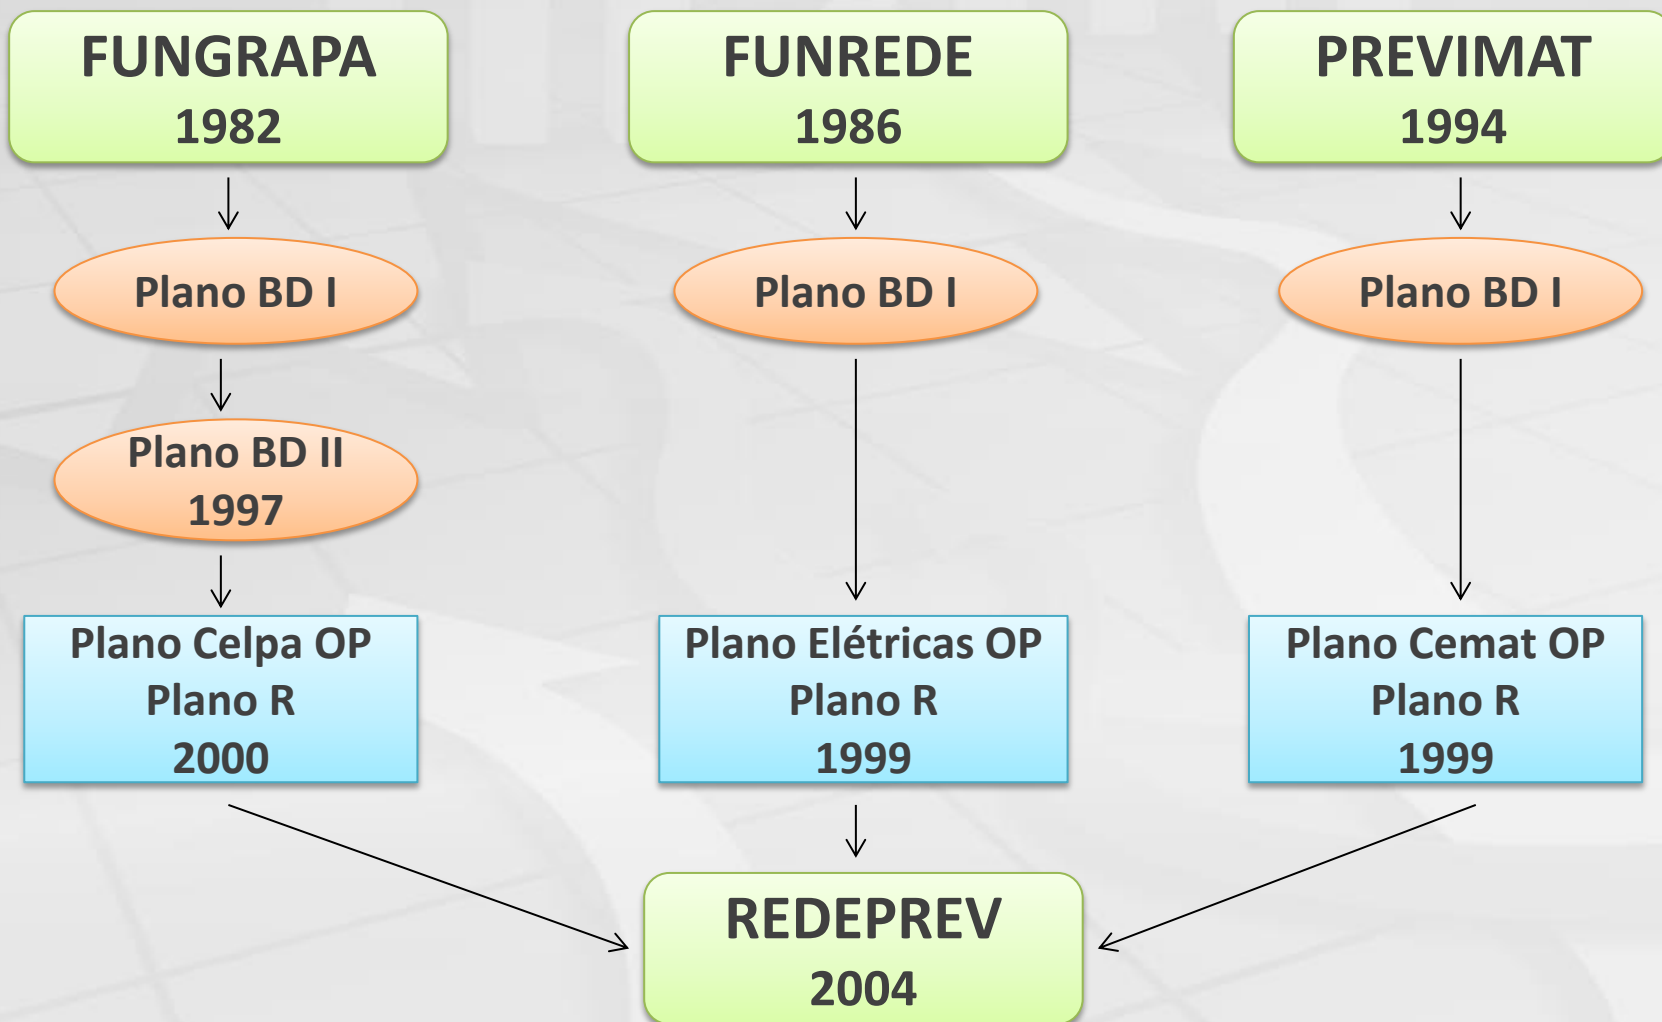 FUNGRAPA
1982
FUNREDE
1986
PREVIMAT
1994
Plano BD I
Plano BD I
Plano BD I
Plano BD II
1997
Plano Celpa OP
Plano R
2000
Plano Elétricas OP
Plano R
1999
Plano Cemat OP
Plano R
1999
REDEPREV
2004